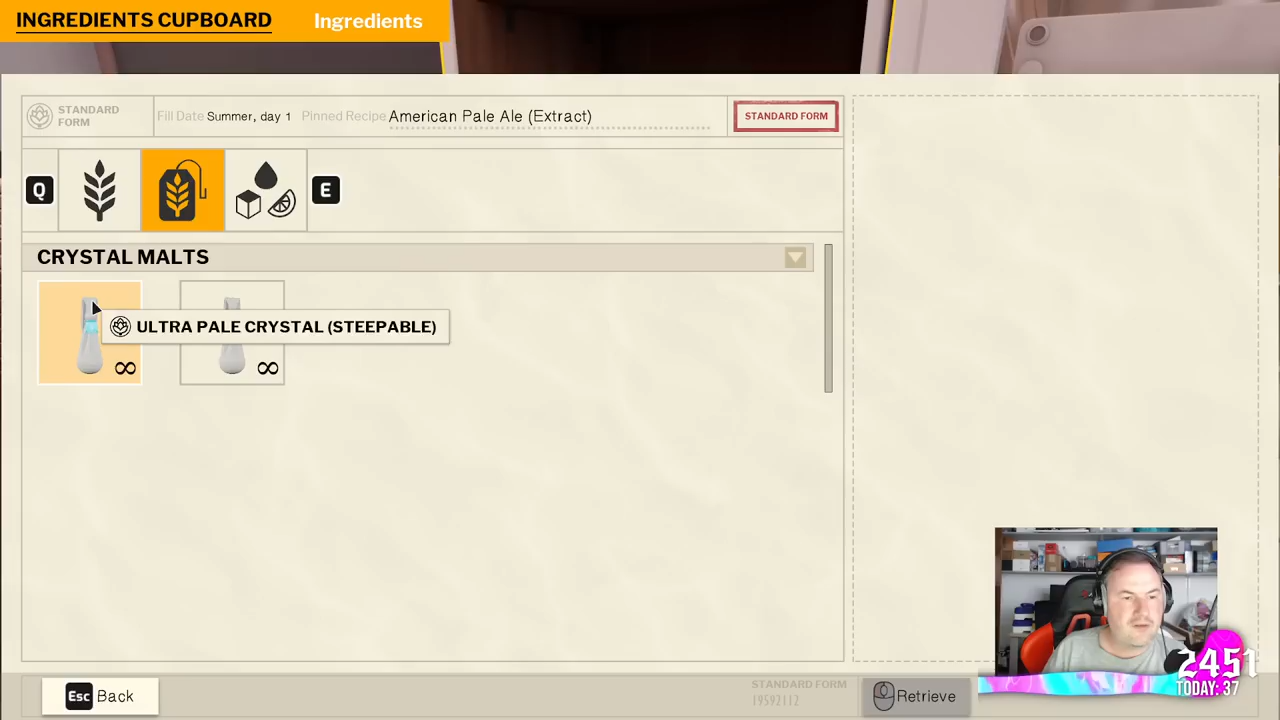 INGREDIENTS CUPBOARD Ingredients
STANDARD FORM
Fill Date Summer, day 1 Pinned Recipe American Pale Ale (Extract)
STANDARD FORM
Q E
CRYSTAL MALTS
ULTRA PALE CRYSTAL (STEEPABLE)
∞ ∞
2451
TODAY: 37
Esc Back
STANDARD FORM
19592112
Retrieve